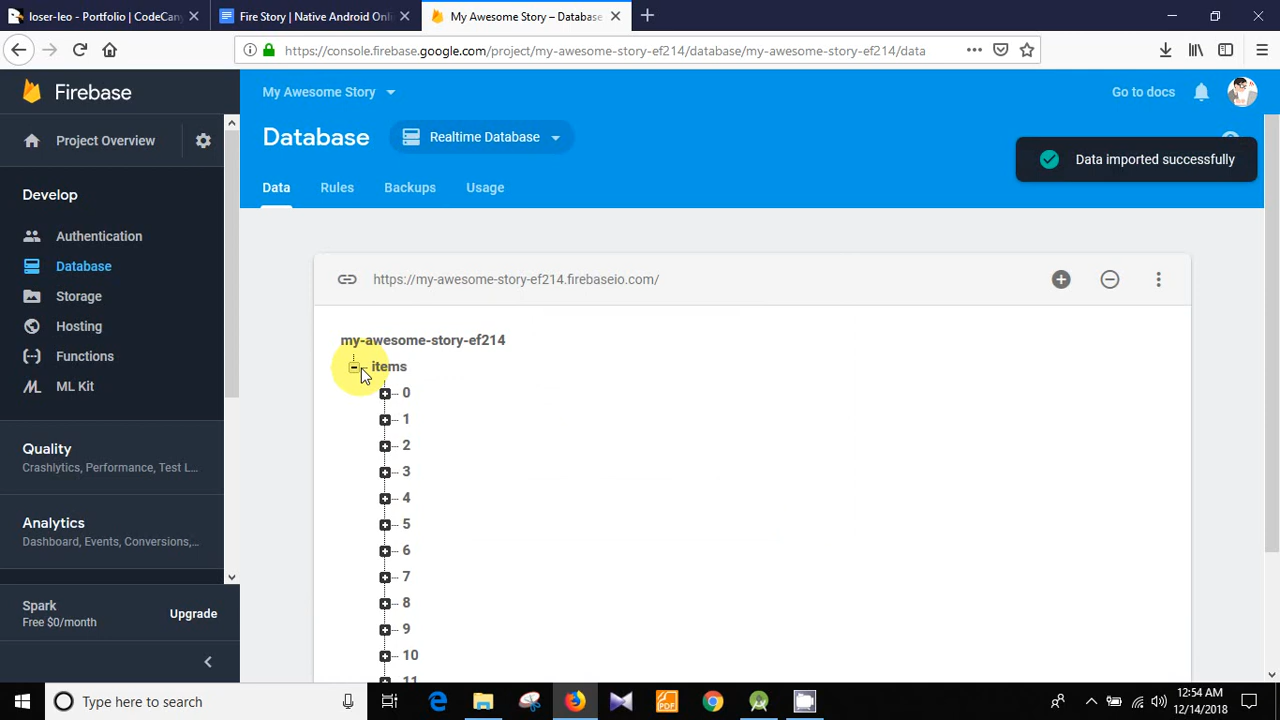 loser-leo - Portfolio | CodeCan
Fire Story | Native Android Onli
My Awesome Story – Database
https://console.firebase.google.com/project/my-awesome-story-ef214/database/my-awesome-story-ef214/data
Firebase
My Awesome Story
Go to docs
Project Overview
Database
Realtime Database
Data imported successfully
Data
Rules
Backups
Usage
Develop
Authentication
Database
Storage
Hosting
Functions
ML Kit
https://my-awesome-story-ef214.firebaseio.com/
my-awesome-story-ef214
items
0
1
2
3
4
5
6
7
8
9
10
11
Quality
Crashlytics, Performance, Test L...
Analytics
Dashboard, Events, Conversions,...
Spark
Free $0/month
Upgrade
Type here to search
12:54 AM
12/14/2018